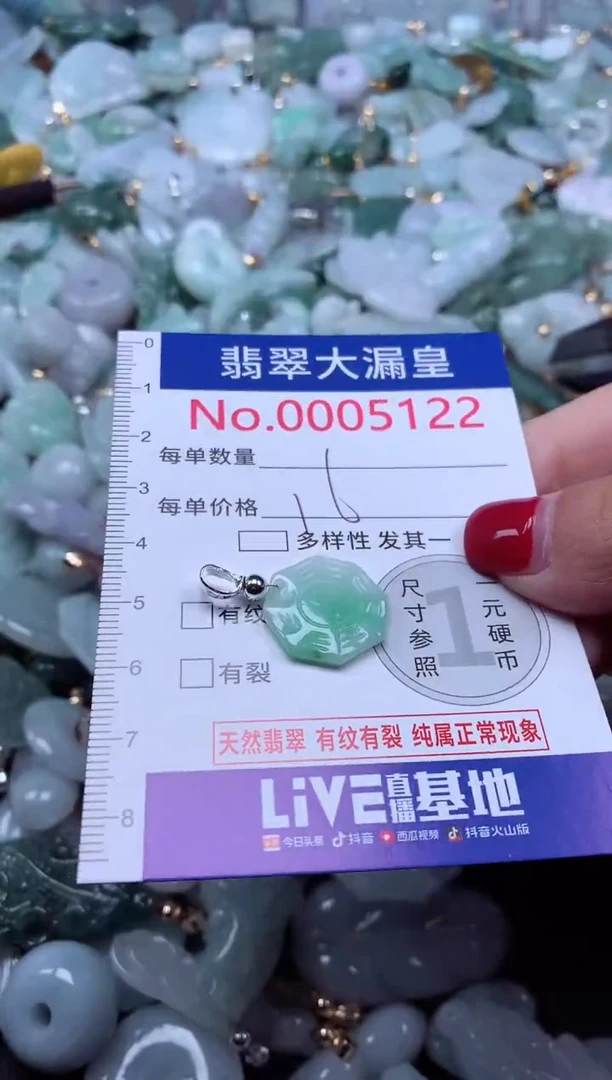 0
1
2
3
4
5
6
7
8
翡翠大漏皇
No.0005122
每单数量 1
每单价格 16
多样性 发其一
有纹
有裂
尺寸参照
1
一元硬币
天然翡翠 有纹有裂 纯属正常现象
LiVE直播基地
今日头条 抖音 西瓜视频 抖音火山版